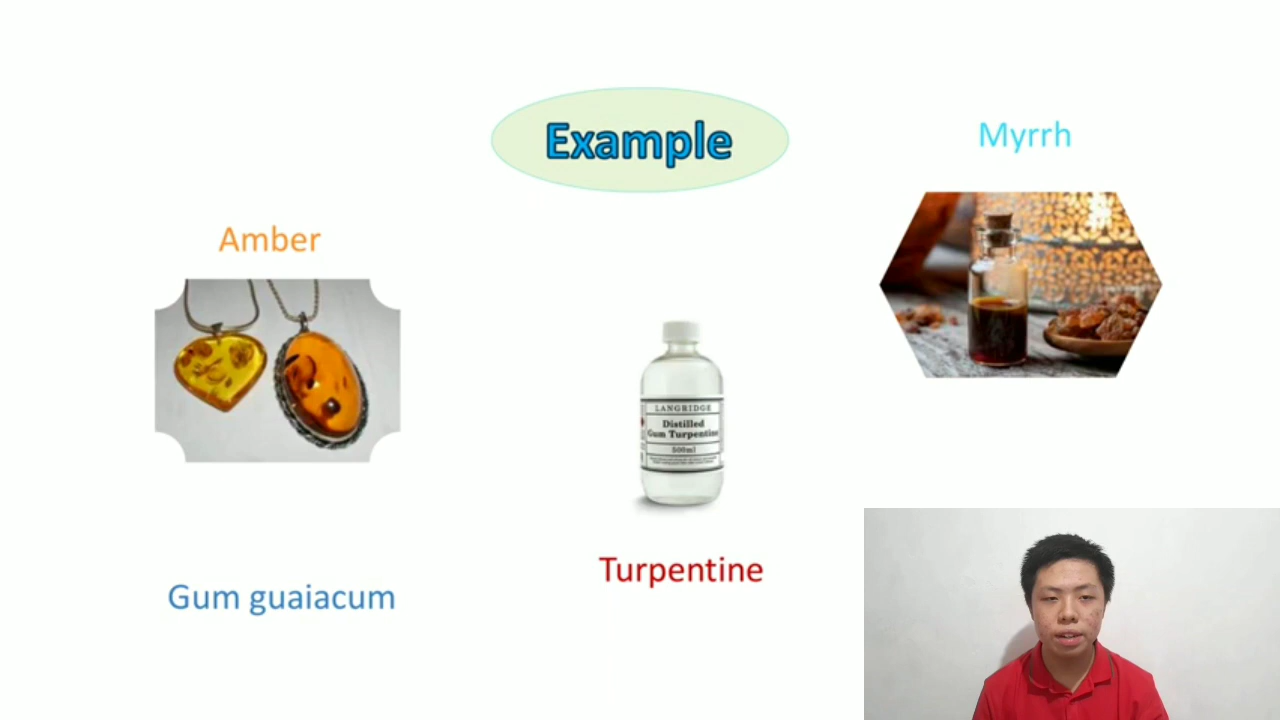 Example
Myrrh
Amber
LANGRIDGE
Distilled
Gum Turpentine
500ml
Turpentine
Gum guaiacum